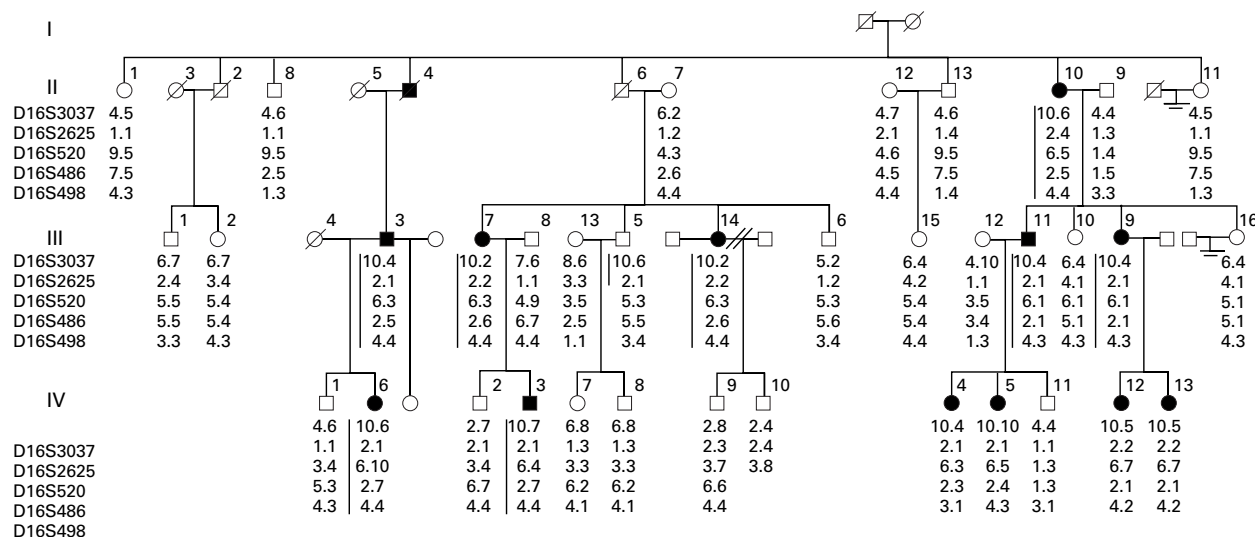 I
1 3 2 8 5 4 6 7 12 13 10 9 11
II
D16S3037 4.5 4.6 6.2 4.7 4.6 10.6 4.4 4.5
D16S2625 1.1 1.1 1.2 2.1 1.4 2.4 1.3 1.1
D16S520 9.5 9.5 4.3 4.6 9.5 6.5 1.4 9.5
D16S486 7.5 2.5 2.6 4.5 7.5 2.5 1.5 7.5
D16S498 4.3 1.3 4.4 4.4 1.4 4.4 3.3 1.3
1 2 4 3 7 8 13 5 14 6 15 12 11 10 9 16
III
D16S3037 6.7 6.7 10.4 10.2 7.6 8.6 10.6 10.2 5.2 6.4 4.10 10.4 6.4 10.4 6.4
D16S2625 2.4 3.4 2.1 2.2 1.1 3.3 2.1 2.2 1.2 4.2 1.1 2.1 4.1 2.1 4.1
D16S520 5.5 5.4 6.3 6.3 4.9 3.5 5.3 6.3 5.3 5.4 3.5 6.1 6.1 6.1 5.1
D16S486 5.5 5.4 2.5 2.6 6.7 2.5 5.5 2.6 5.6 5.4 3.4 2.1 5.1 2.1 5.1
D16S498 3.3 4.3 4.4 4.4 4.4 1.1 3.4 4.4 3.4 4.4 1.3 4.3 4.3 4.3 4.3
1 6 2 3 7 8 9 10 4 5 11 12 13
IV
4.6 10.6 2.7 10.7 6.8 6.8 2.8 2.4 10.4 10.10 4.4 10.5 10.5
D16S3037 1.1 2.1 2.1 2.1 1.3 1.3 2.3 2.4 2.1 2.1 1.1 2.2 2.2
D16S2625 3.4 6.10 3.4 6.4 3.3 3.3 3.7 3.8 6.3 6.5 1.3 6.7 6.7
D16S520 5.3 2.7 6.7 2.7 6.2 6.2 6.6 2.3 2.4 1.3 2.1 2.1
D16S486 4.3 4.4 4.4 4.4 4.1 4.1 4.4 3.1 4.3 3.1 4.2 4.2
D16S498